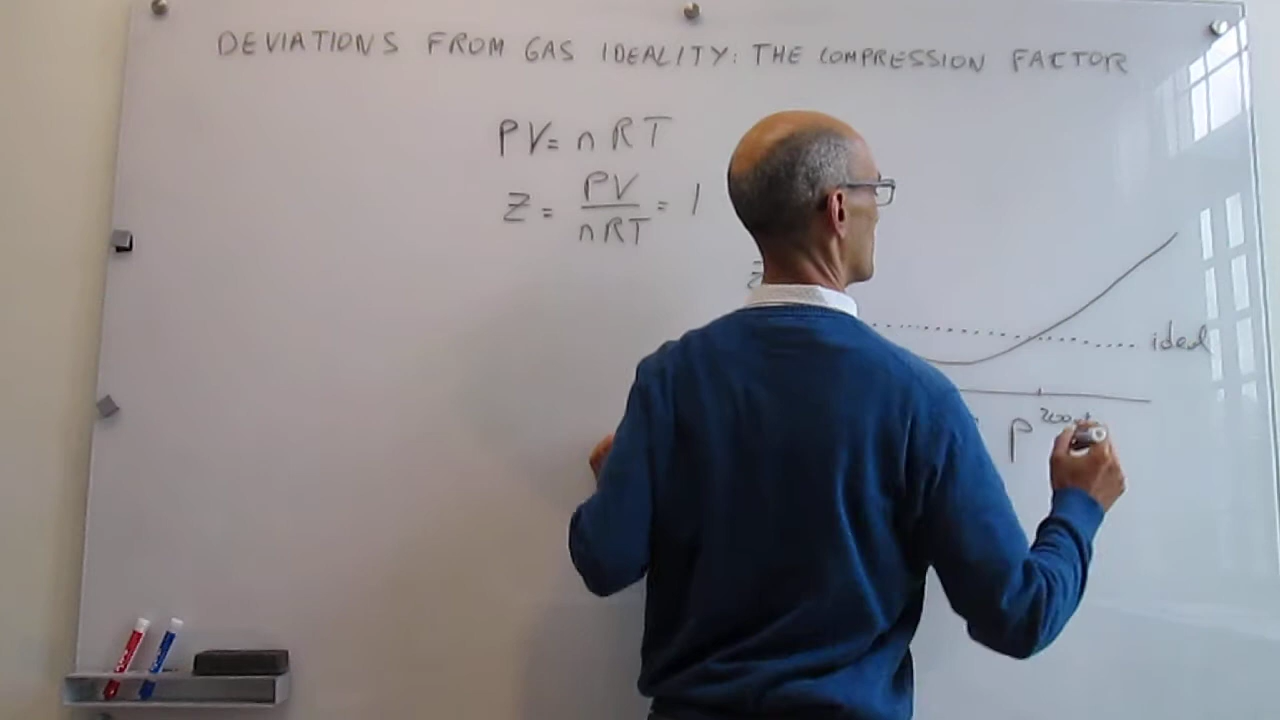 DEVIATIONS FROM GAS IDEALITY: THE COMPRESSION FACTOR
PV = nRT
Z = PV / nRT = 1
Z
ideal
P